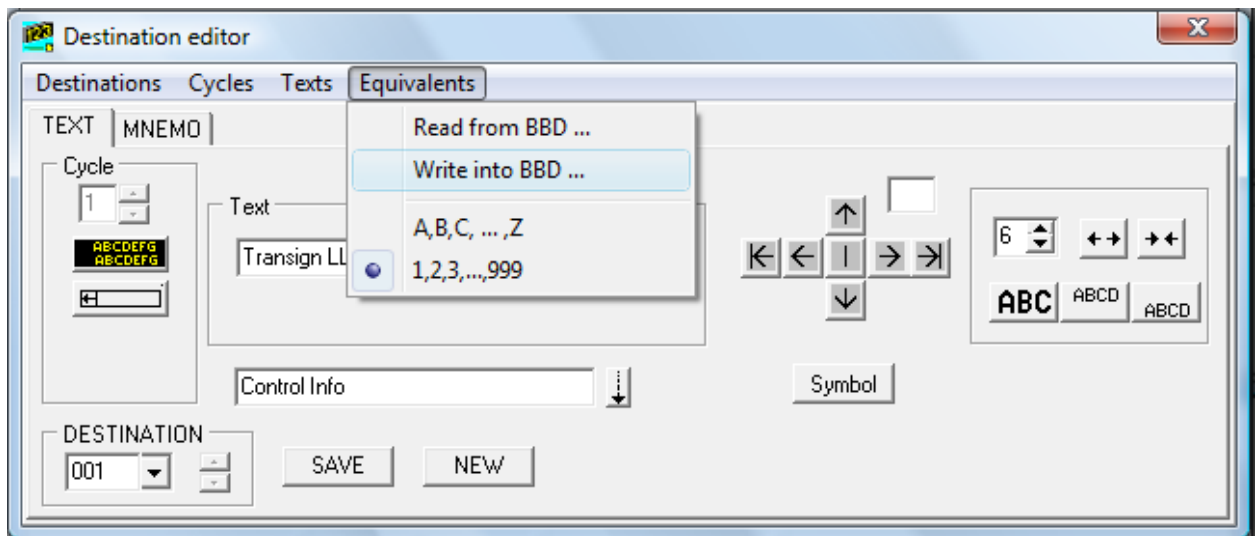 Destination editor
Destinations Cycles Texts Equivalents
TEXT MNEMO
Read from BBD ...
Write into BBD ...
A,B,C, ... ,Z
1,2,3,...,999
Cycle
1
ABCDEFG
ABCDEFG
Text
Transign LL
6
ABC ABCD ABCD
Control Info
Symbol
DESTINATION
001
SAVE NEW